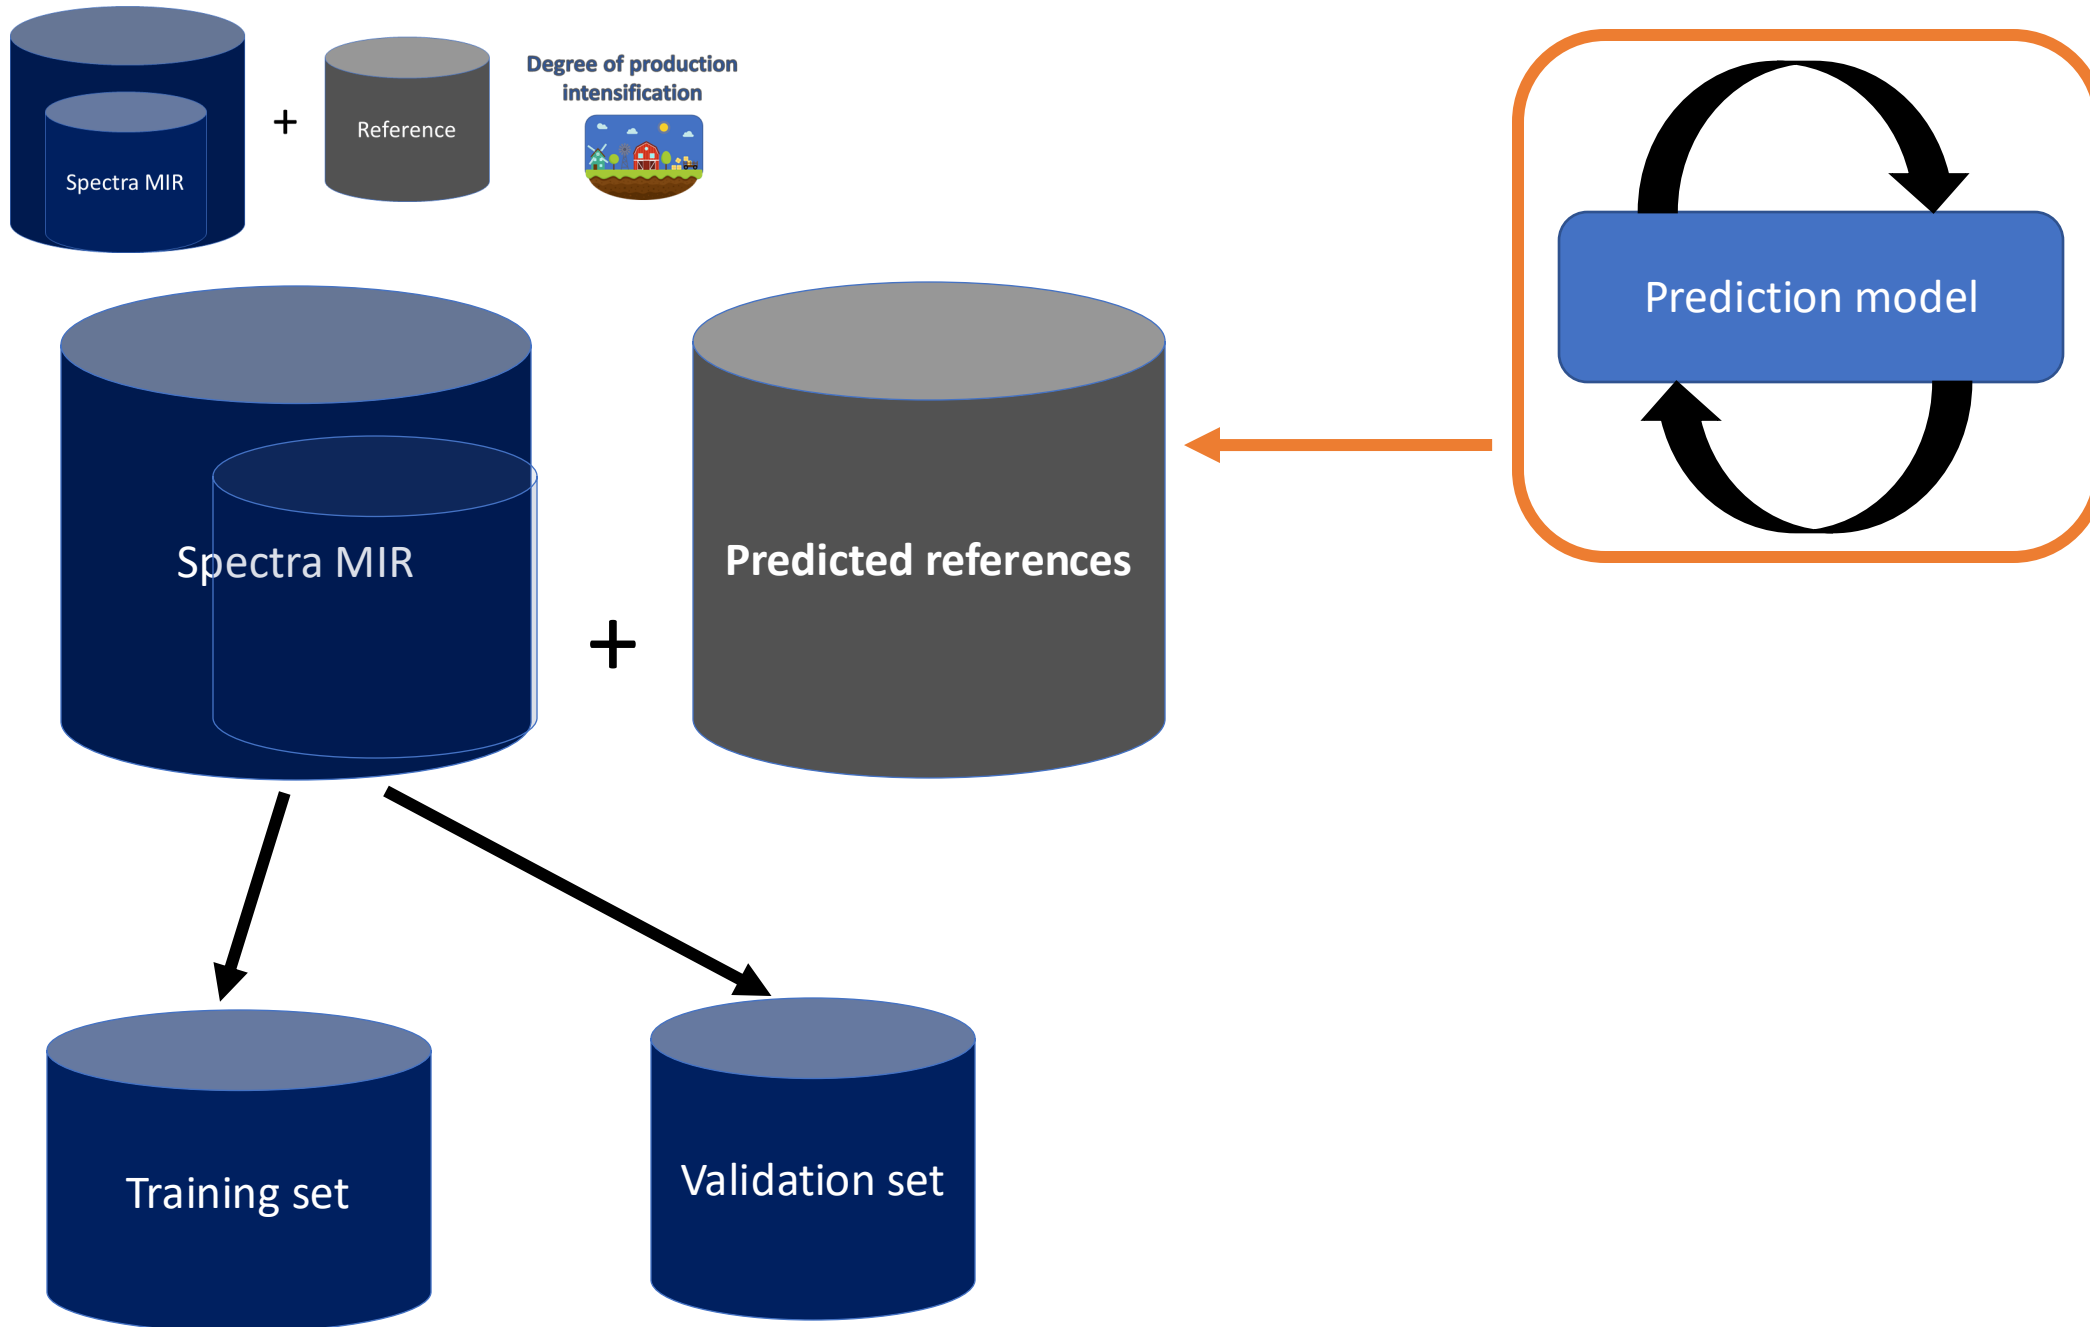 Degree of production
intensification
Reference
Spectra MIR
+
Prediction model
Spectra MIR
Predicted references
+
Training set
Validation set